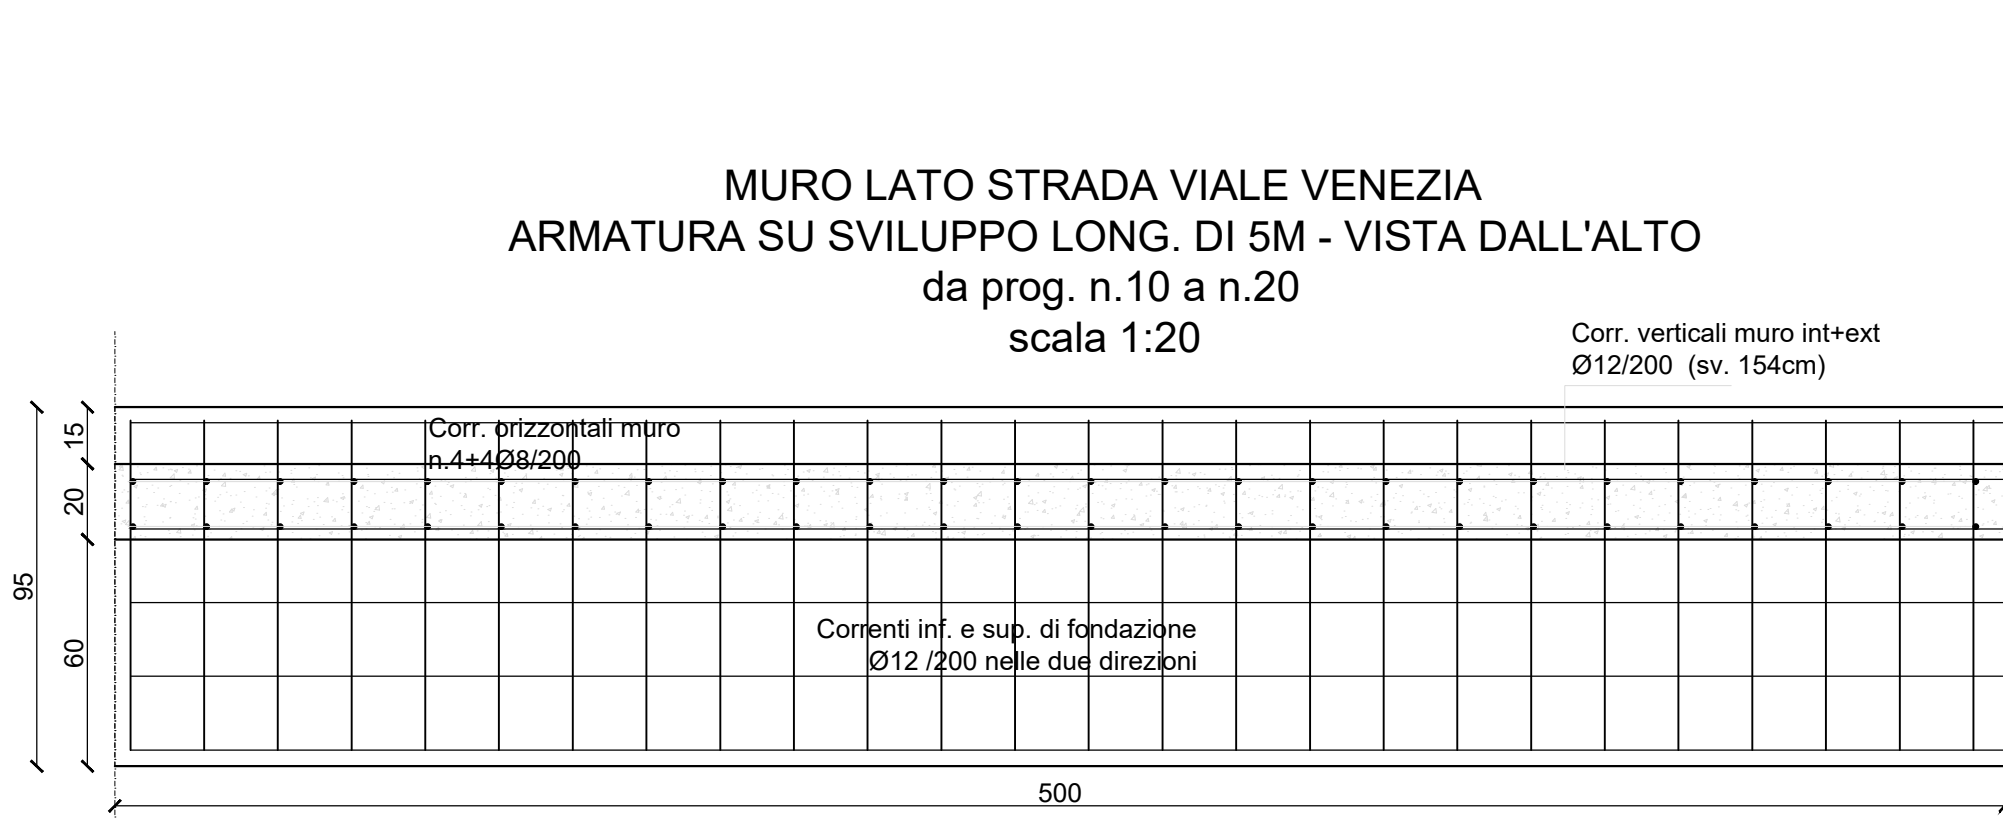 MURO LATO STRADA VIALE VENEZIA
ARMATURA SU SVILUPPO LONG. DI 5M - VISTA DALL'ALTO
da prog. n.10 a n.20
scala 1:20
Corr. verticali muro int+ext
Ø12/200 (sv. 154cm)
Corr. orizzontali muro
n.4+4Ø8/200
15
20
95
60
Correnti inf. e sup. di fondazione
Ø12 /200 nelle due direzioni
500